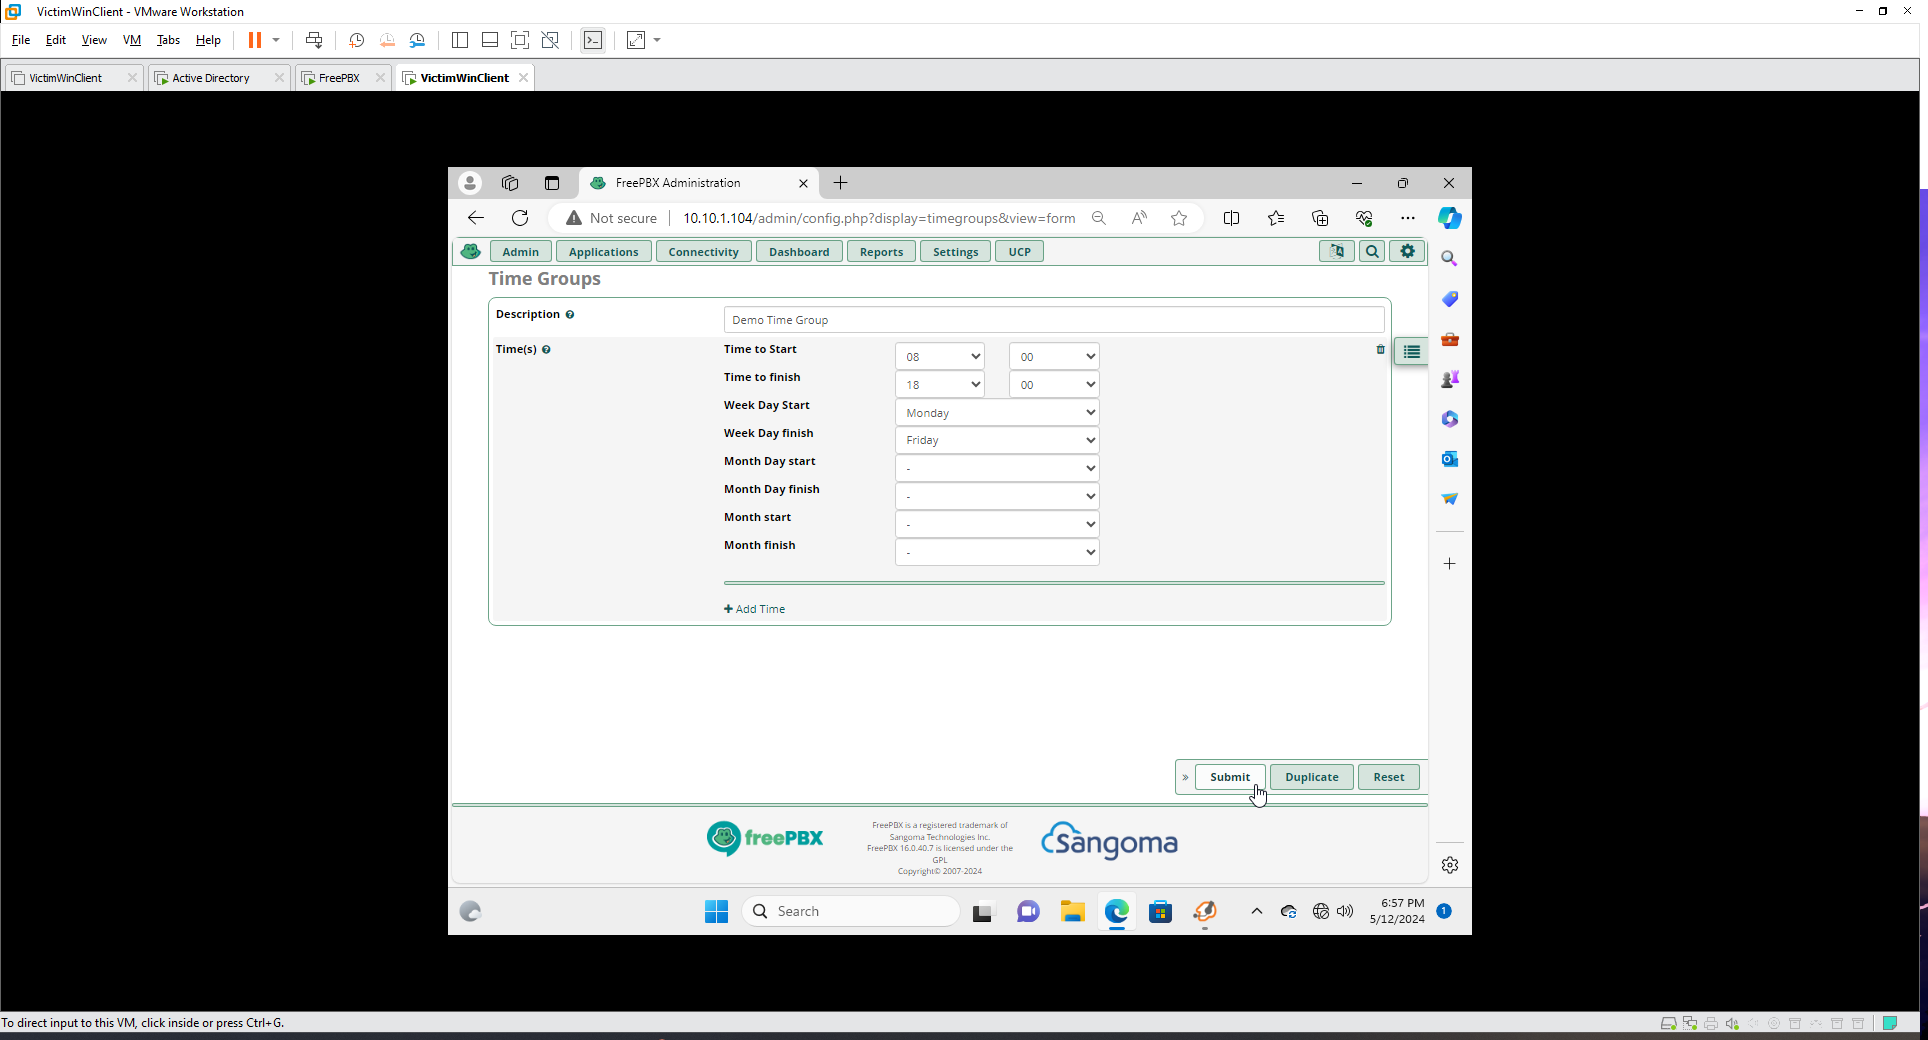 VictimWinClient - VMware Workstation
File Edit View VM Tabs Help
VictimWinClient Active Directory FreePBX VictimWinClient
FreePBX Administration
Not secure 10.10.1.104/admin/config.php?display=timegroups&view=form
Admin Applications Connectivity Dashboard Reports Settings UCP
Time Groups
Description Demo Time Group
Time(s) Time to Start 08 00
Time to finish 18 00
Week Day Start Monday
Week Day finish Friday
Month Day start -
Month Day finish -
Month start -
Month finish -
+ Add Time
» Submit Duplicate Reset
freePBX
FreePBX is a registered trademark of
Sangoma Technologies Inc.
FreePBX 16.0.40.7 is licensed under the
GPL
Copyright© 2007-2024
Sangoma
Search
6:57 PM
5/12/2024
1
To direct input to this VM, click inside or press Ctrl+G.